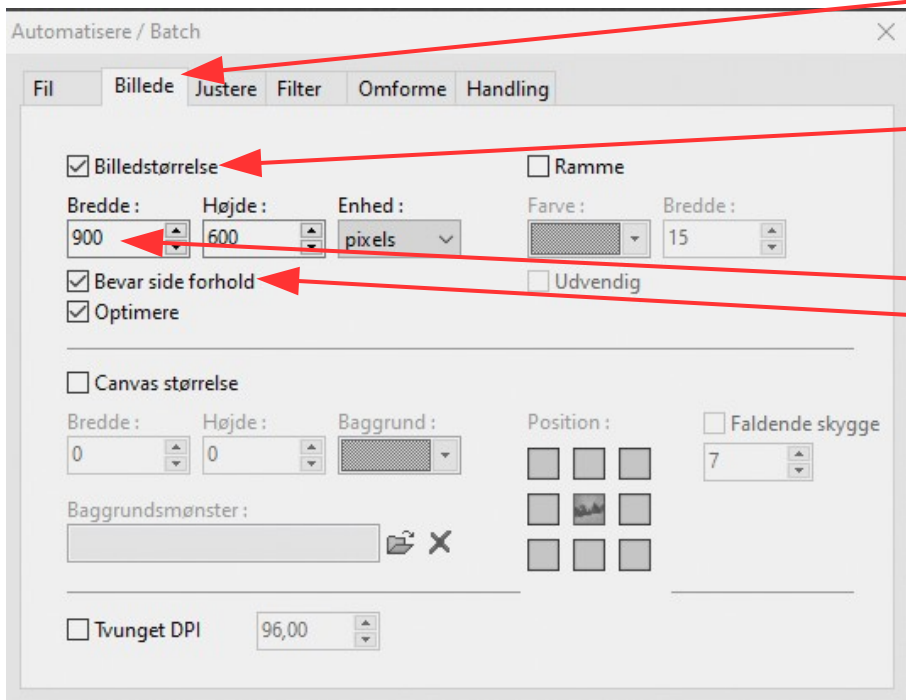 Automatisere / Batch
Fil Billede Justere Filter Omforme Handling
Billedstørrelse Ramme
Bredde : Højde : Enhed : Farve : Bredde :
900 600 pixels 15
Bevar side forhold Udvendig
Optimere
Canvas størrelse
Bredde : Højde : Baggrund : Position : Faldende skygge
0 0 7
Baggrundsmønster :
Tvunget DPI 96,00